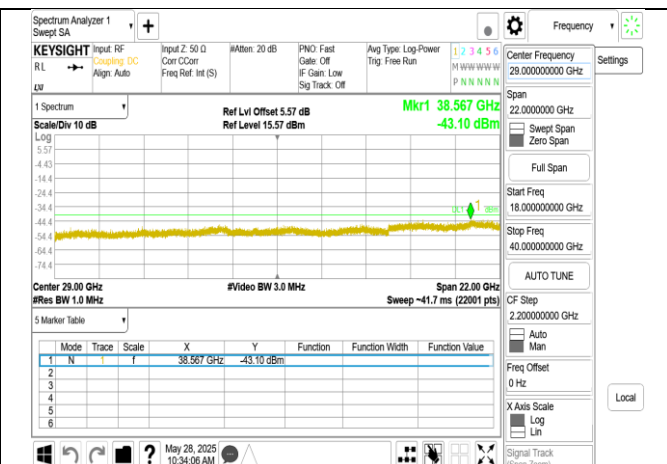 Spectrum Analyzer 1
Swept SA
Frequency
KEYSIGHT
RL
LXI
Input: RF
Coupling: DC
Align: Auto
Input Z: 50 Ω
Corr CCorr
Freq Ref: Int (S)
#Atten: 20 dB
PNO: Fast
Gate: Off
IF Gain: Low
Sig Track: Off
Avg Type: Log-Power
Trig: Free Run
1 2 3 4 5 6
M W W W W W
P N N N N N
1 Spectrum
Scale/Div 10 dB
Ref Lvl Offset 5.57 dB
Ref Level 15.57 dBm
Mkr1 38.567 GHz
-43.10 dBm
Log
5.57
-4.43
-14.4
-24.4
-34.4
-44.4
-54.4
-64.4
-74.4
1
Center 29.00 GHz
#Res BW 1.0 MHz
#Video BW 3.0 MHz
Span 22.00 GHz
Sweep ~41.7 ms (22001 pts)
5 Marker Table
Mode Trace Scale X Y Function Function Width Function Value
1 N 1 f 38.567 GHz -43.10 dBm
2
3
4
5
6
May 28, 2025
10:34:06 AM
Center Frequency
29.000000000 GHz
Settings
Span
22.0000000 GHz
Swept Span
Zero Span
Full Span
Start Freq
18.000000000 GHz
Stop Freq
40.000000000 GHz
AUTO TUNE
CF Step
2.200000000 GHz
Auto
Man
Freq Offset
0 Hz
X Axis Scale
Log
Lin
Local
Signal Track
(Span Zoom)